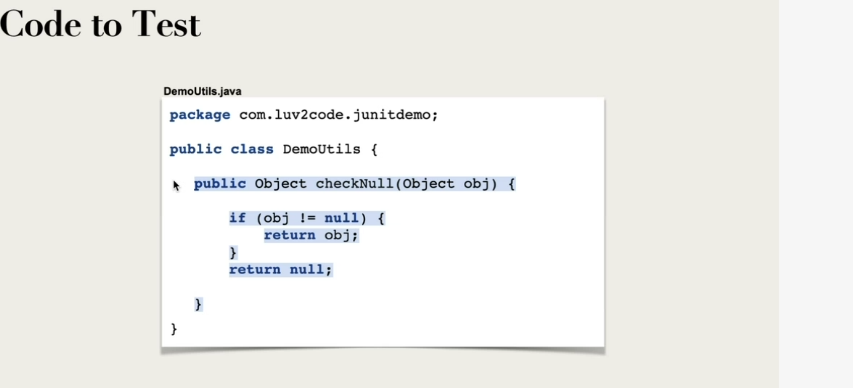 Code to Test
DemoUtils.java
package com.luv2code.junitdemo;
public class DemoUtils {
public Object checkNull(Object obj) {
if (obj != null) {
return obj;
}
return null;
}
}